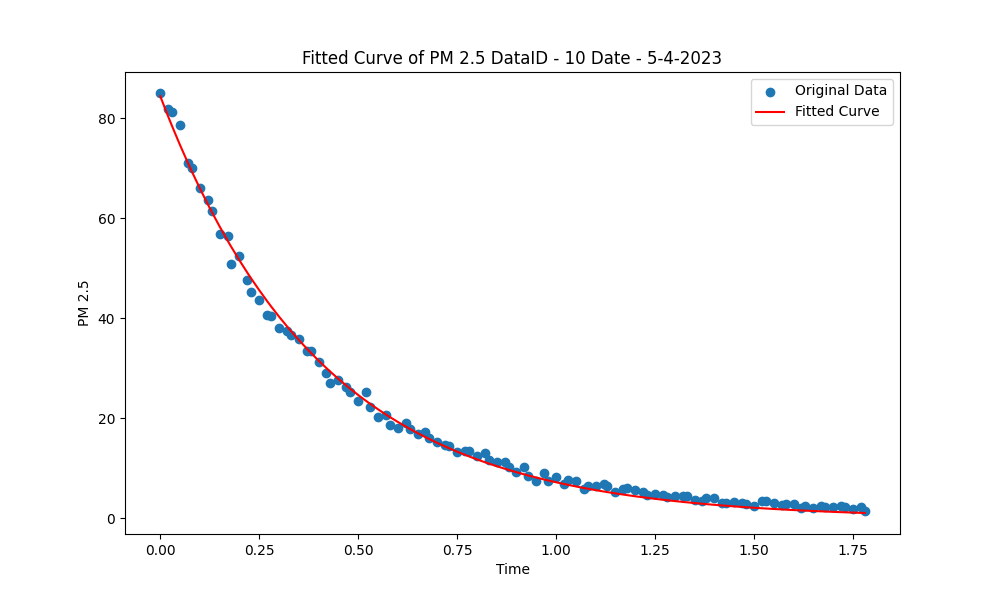 Fitted Curve of PM 2.5 DataID - 10 Date - 5-4-2023
Original Data
Fitted Curve
80
60
40
20
0
PM 2.5
0.00 0.25 0.50 0.75 1.00 1.25 1.50 1.75
Time